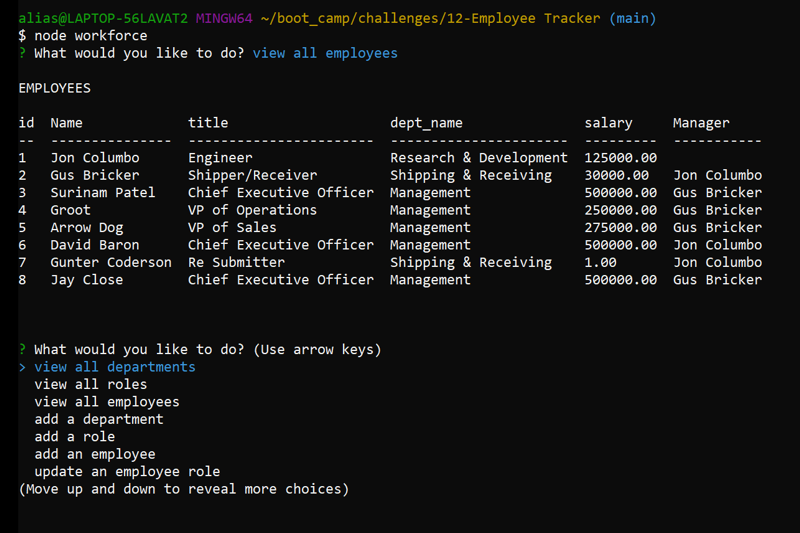 alias@LAPTOP-56LAVAT2 MINGW64 ~/boot_camp/challenges/12-Employee Tracker (main)
$ node workforce
? What would you like to do? view all employees
EMPLOYEES
id  Name             title                    dept_name               salary     Manager
--  ---------------  -----------------------  ----------------------  ---------  -----------
1   Jon Columbo      Engineer                 Research & Development  125000.00
2   Gus Bricker      Shipper/Receiver         Shipping & Receiving    30000.00   Jon Columbo
3   Surinam Patel    Chief Executive Officer  Management              500000.00  Gus Bricker
4   Groot            VP of Operations         Management              250000.00  Gus Bricker
5   Arrow Dog        VP of Sales              Management              275000.00  Gus Bricker
6   David Baron      Chief Executive Officer  Management              500000.00  Jon Columbo
7   Gunter Coderson  Re Submitter             Shipping & Receiving    1.00       Jon Columbo
8   Jay Close        Chief Executive Officer  Management              500000.00  Gus Bricker
? What would you like to do? (Use arrow keys)
> view all departments
view all roles
view all employees
add a department
add a role
add an employee
update an employee role
(Move up and down to reveal more choices)